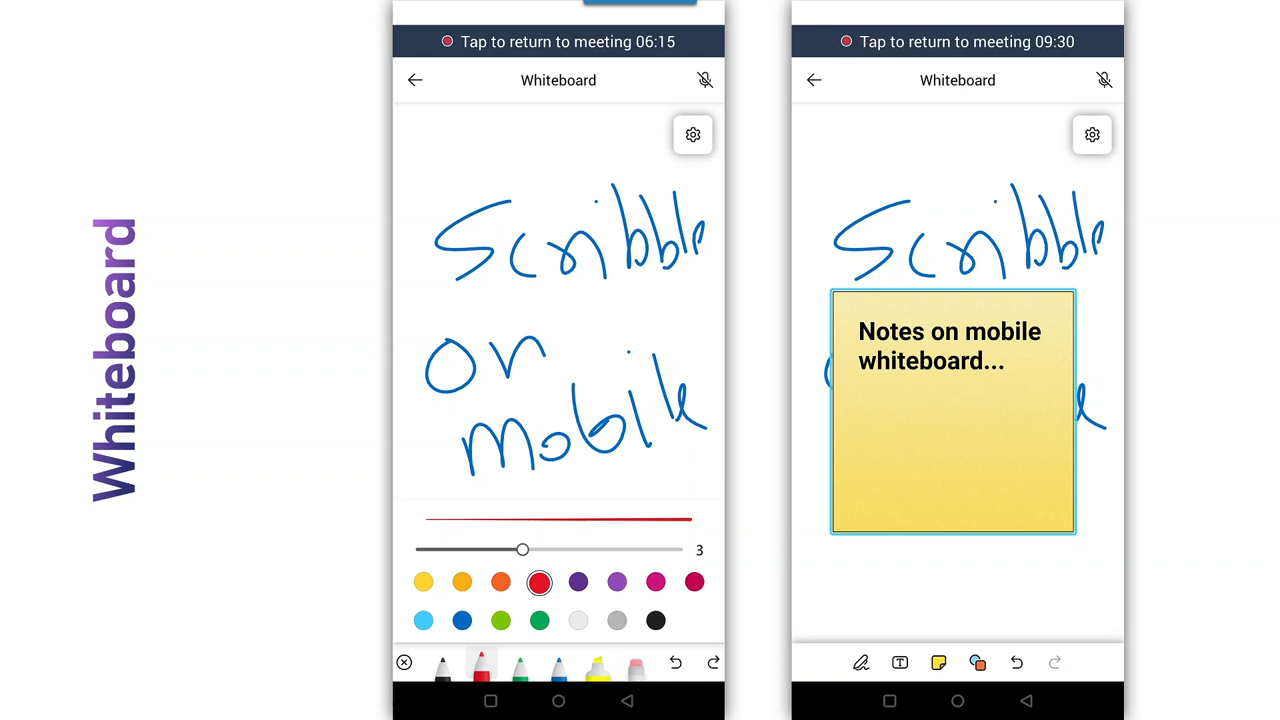 Whiteboard
Tap to return to meeting 06:15
Whiteboard
Scribble
on
mobile
3
Tap to return to meeting 09:30
Whiteboard
Scribble
Notes on mobile
whiteboard...
T